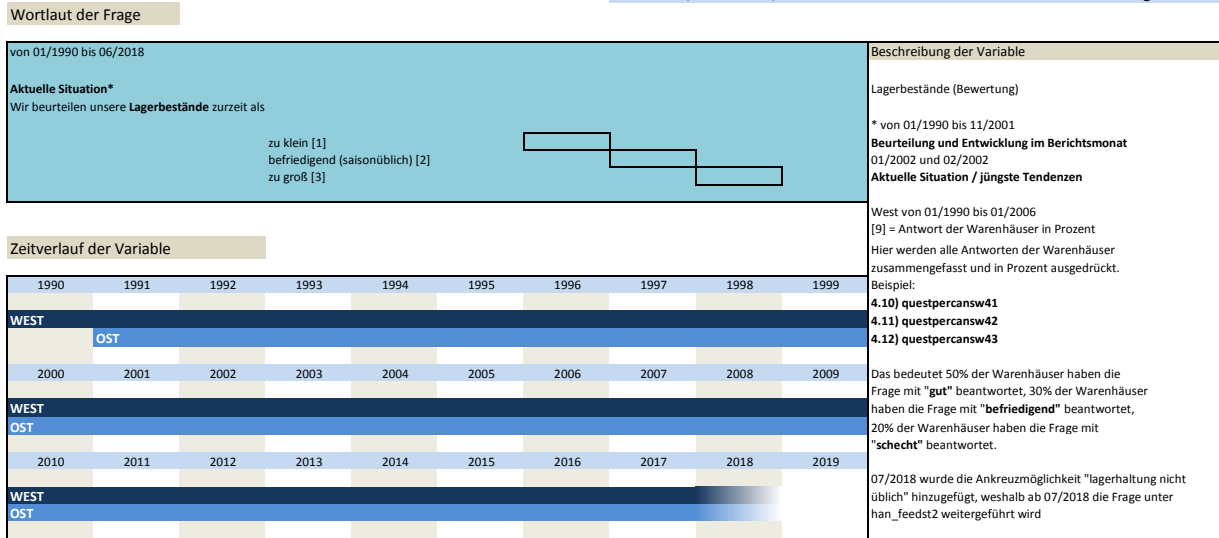 Wortlaut der Frage
von 01/1990 bis 06/2018
Aktuelle Situation*
Wir beurteilen unsere Lagerbestände zurzeit als
zu klein [1]
befriedigend (saisonüblich) [2]
zu groß [3]
Beschreibung der Variable
Lagerbestände (Bewertung)
* von 01/1990 bis 11/2001
Beurteilung und Entwicklung im Berichtsmonat
01/2002 und 02/2002
Aktuelle Situation / jüngste Tendenzen
West von 01/1990 bis 01/2006
[9] = Antwort der Warenhäuser in Prozent
Hier werden alle Antworten der Warenhäuser
zusammengefasst und in Prozent ausgedrückt.
Beispiel:
4.10) questpercansw41
4.11) questpercansw42
4.12) questpercansw43
Das bedeutet 50% der Warenhäuser haben die
Frage mit "gut" beantwortet, 30% der Warenhäuser
haben die Frage mit "befriedigend" beantwortet,
20% der Warenhäuser haben die Frage mit
"schecht" beantwortet.
07/2018 wurde die Ankreuzmöglichkeit "lagerhaltung nicht
üblich" hinzugefügt, weshalb ab 07/2018 die Frage unter
han_feedst2 weitergeführt wird
Zeitverlauf der Variable
1990 1991 1992 1993 1994 1995 1996 1997 1998 1999
WEST
OST
2000 2001 2002 2003 2004 2005 2006 2007 2008 2009
WEST
OST
2010 2011 2012 2013 2014 2015 2016 2017 2018 2019
WEST
OST